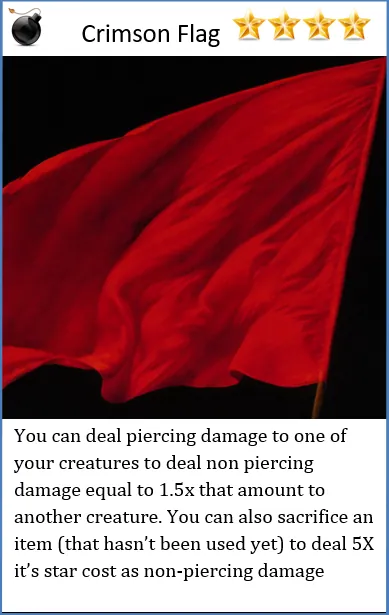 Crimson Flag
You can deal piercing damage to one of
your creatures to deal non piercing
damage equal to 1.5x that amount to
another creature. You can also sacrifice an
item (that hasn’t been used yet) to deal 5X
it’s star cost as non-piercing damage